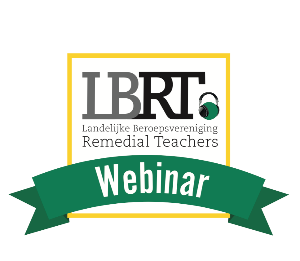 LBRT
Landelijke Beroepsvereniging
Remedial Teachers
Webinar